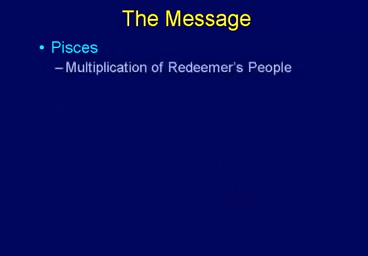 The Message
• Pisces
– Multiplication of Redeemer's People